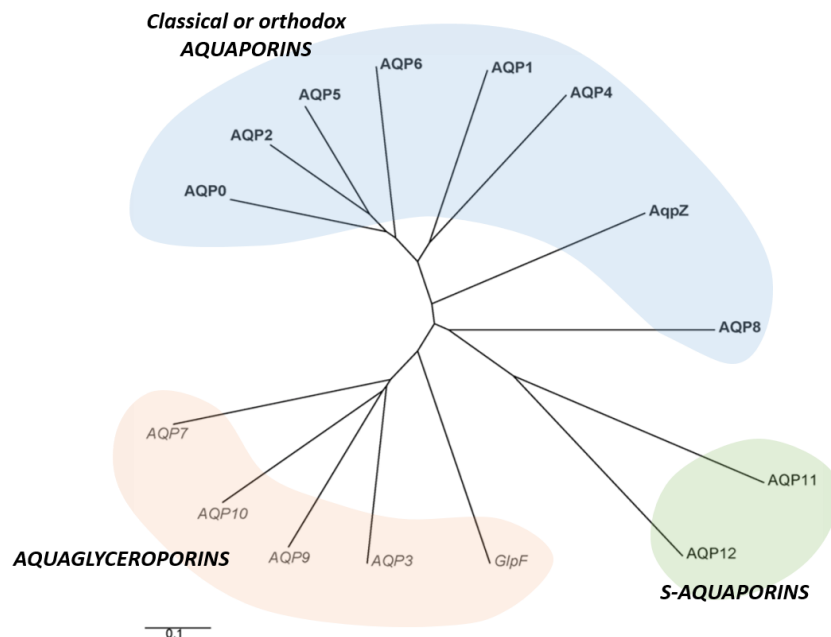 Classical or orthodox
AQUAPORINS
AQP6
AQP1
AQP5
AQP4
AQP2
AQP0
AqpZ
AQP8
AQP7
AQP11
AQP10
AQUAGLYCEROPORINS
AQP9
AQP3
GlpF
AQP12
S-AQUAPORINS
0.1